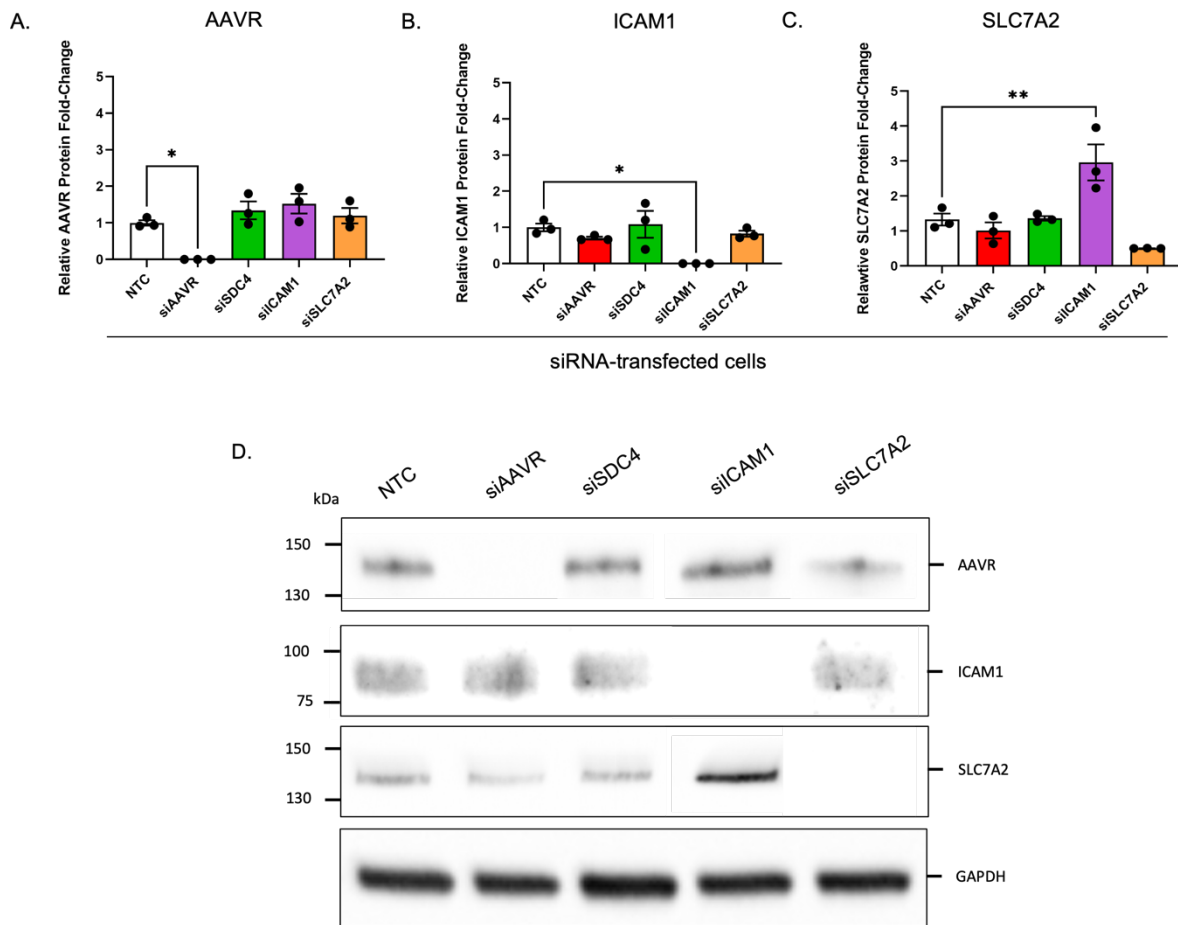 A.
AAVR
Relative AAVR Protein Fold-Change
5
4
3
2
1
0
*
NTC
siAAVR
siSDC4
siICAM1
siSLC7A2
B.
ICAM1
Relative ICAM1 Protein Fold-Change
5
4
3
2
1
0
*
NTC
siAAVR
siSDC4
siICAM1
siSLC7A2
C.
SLC7A2
Relawtive SLC7A2 Protein Fold-Change
5
4
3
2
1
0
**
NTC
siAAVR
siSDC4
siICAM1
siSLC7A2
siRNA-transfected cells
D.
kDa
NTC
siAAVR
siSDC4
siICAM1
siSLC7A2
150
130
AAVR
100
75
ICAM1
150
130
SLC7A2
GAPDH